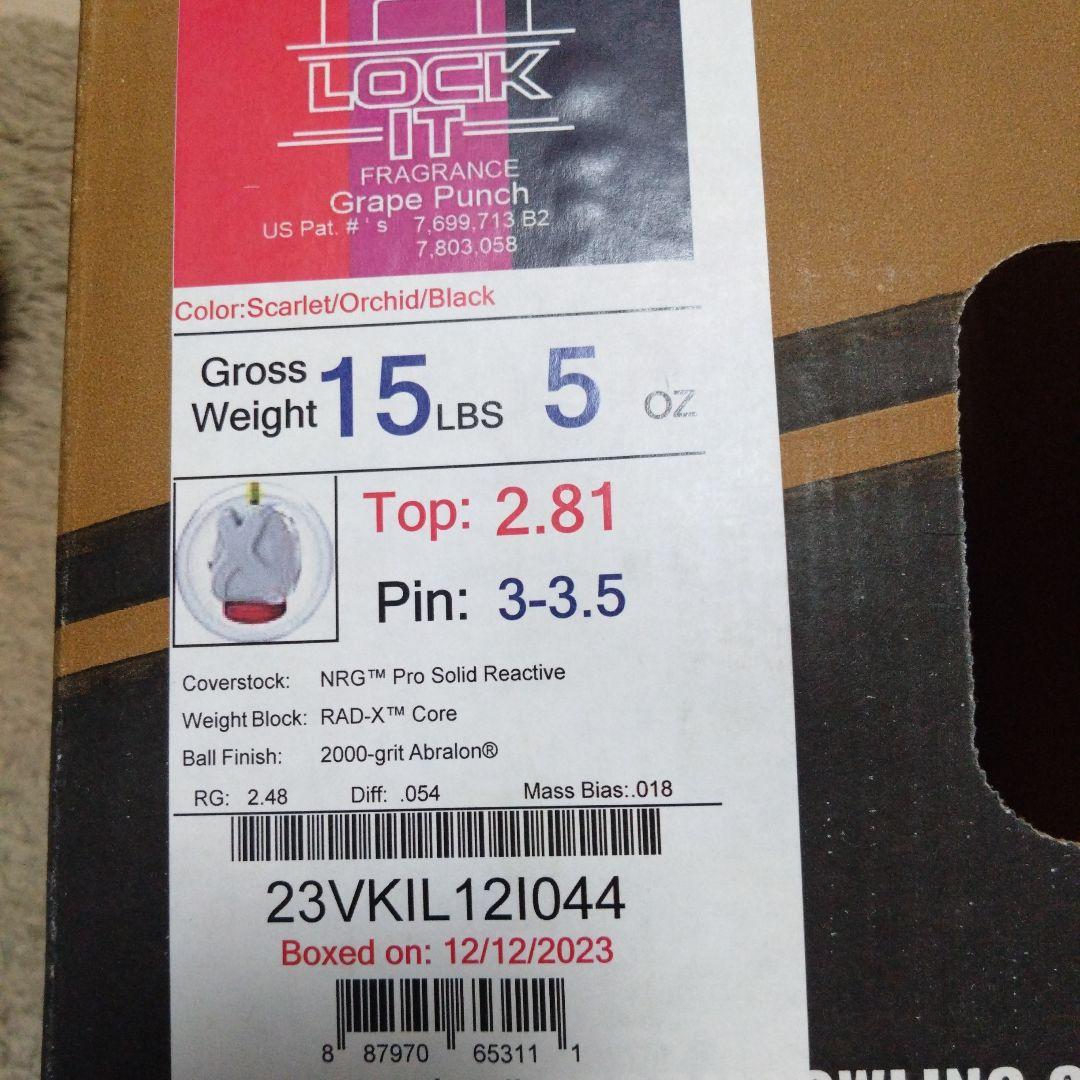 LOCK
IT
FRAGRANCE
Grape Punch
US Pat. # ' s 7,699,713 B2
7,803,058
Color:Scarlet/Orchid/Black
Gross Weight 15 LBS 5 OZ
Top: 2.81
Pin: 3-3.5
Coverstock: NRG™ Pro Solid Reactive
Weight Block: RAD-X™ Core
Ball Finish: 2000-grit Abralon®
RG: 2.48 Diff: .054 Mass Bias:.018
23VKIL12I044
Boxed on: 12/12/2023
8 87970 65311 1